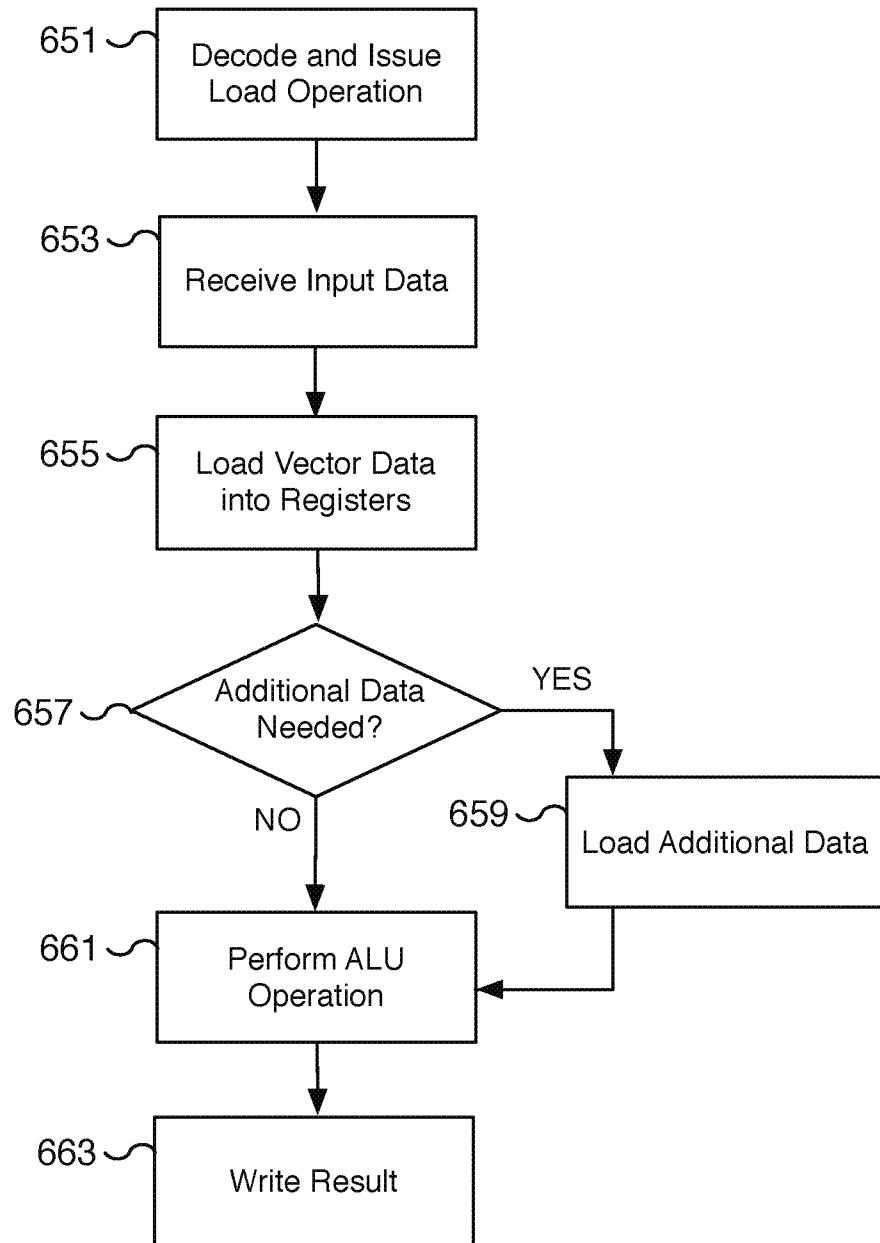 651
Decode and Issue
Load Operation
653
Receive Input Data
655
Load Vector Data
into Registers
657
Additional Data
Needed?
YES
NO
659
Load Additional Data
661
Perform ALU
Operation
663
Write Result